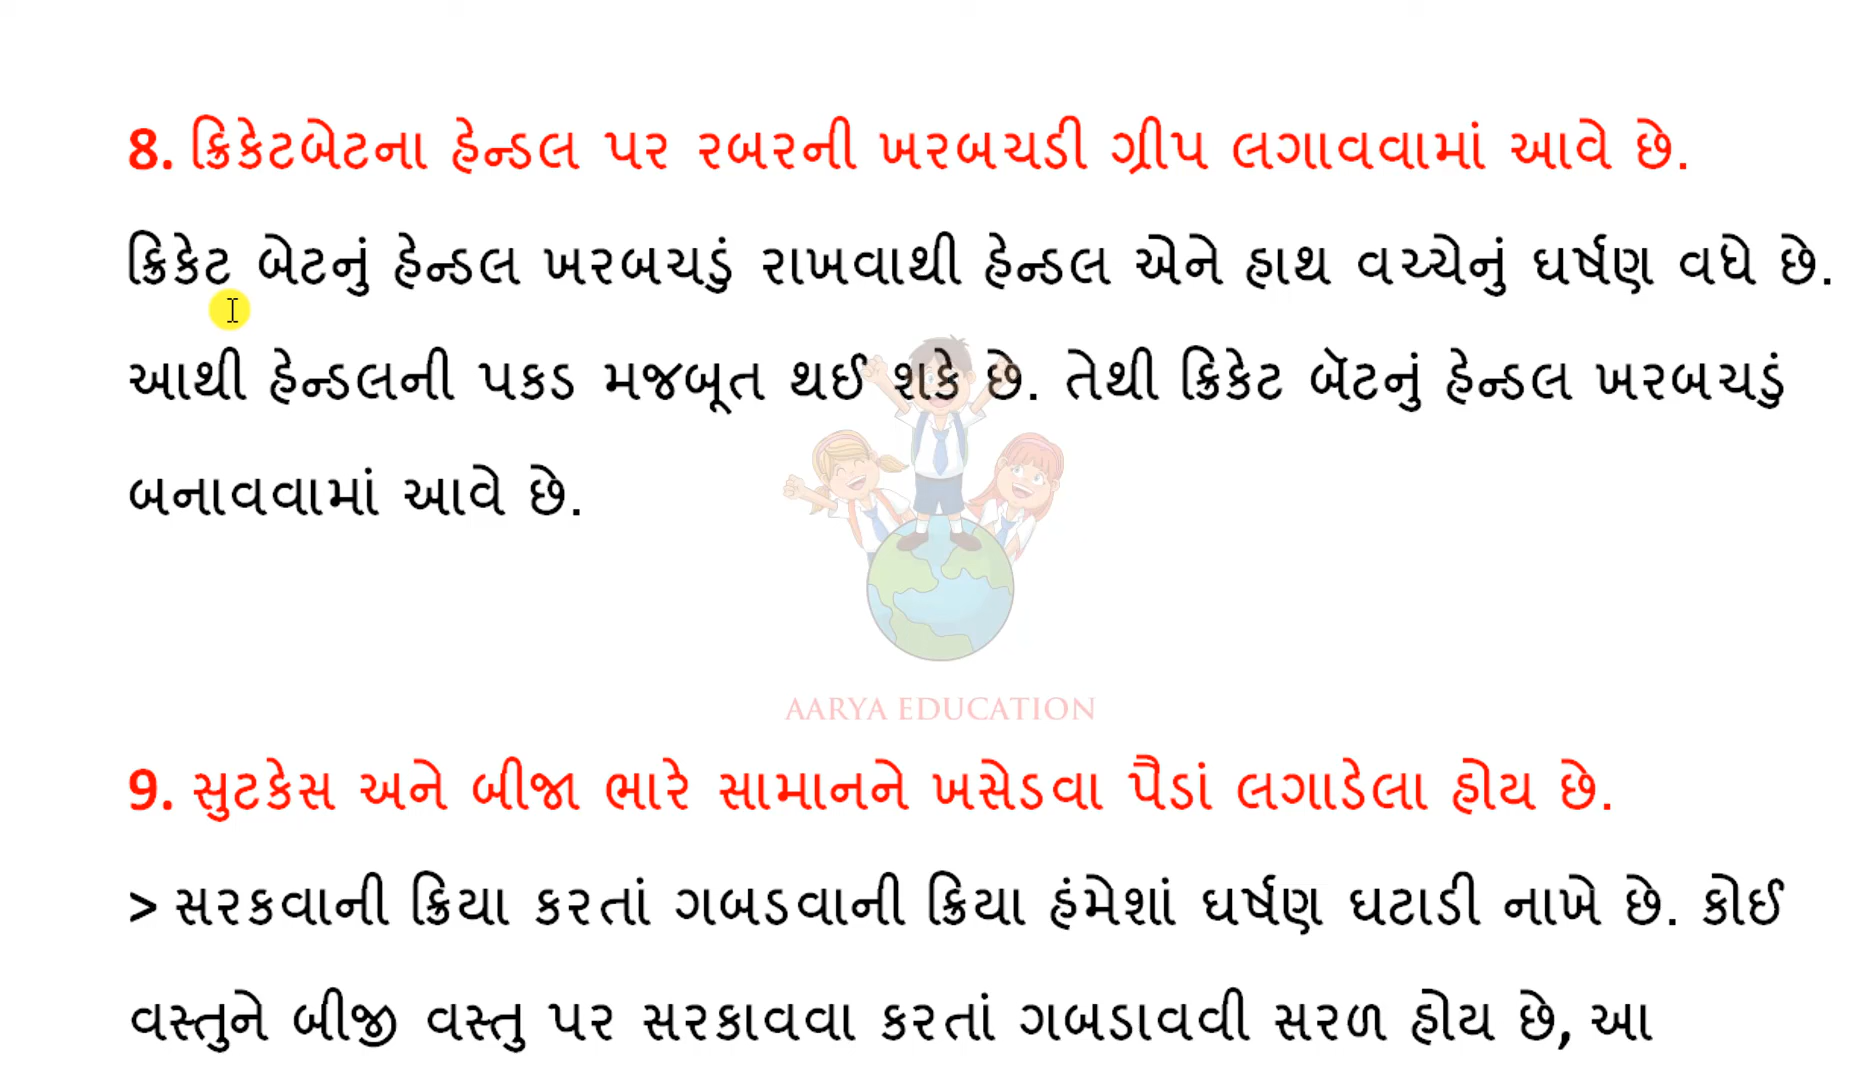 8. ક્રિકેટબેટના હેન્ડલ પર રબરની ખરબચડી ગ્રીપ લગાવવામાં આવે છે.
ક્રિકેટ બેટનું હેન્ડલ ખરબચડું રાખવાથી હેન્ડલ એને હાથ વચ્ચેનું ઘર્ષણ વધે છે.
આથી હેન્ડલની પકડ મજબૂત થઈ શકે છે. તેથી ક્રિકેટ બૅટનું હેન્ડલ ખરબચડું
બનાવવામાં આવે છે.
AARYA EDUCATION
9. સુટકેસ અને બીજા ભારે સામાનને ખસેડવા પૈડાં લગાડેલા હોય છે.
> સરકવાની ક્રિયા કરતાં ગબડવાની ક્રિયા હંમેશાં ઘર્ષણ ઘટાડી નાખે છે. કોઈ
વસ્તુને બીજી વસ્તુ પર સરકાવવા કરતાં ગબડાવવી સરળ હોય છે, આ